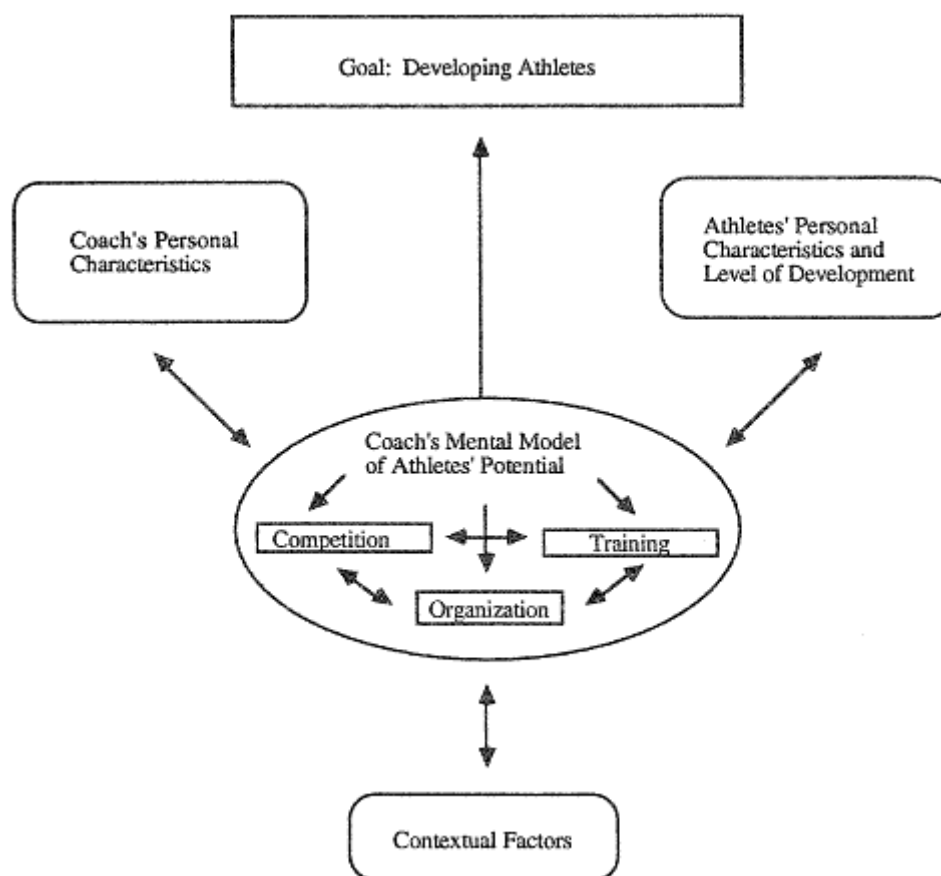 Goal: Developing Athletes
Coach's Personal
Characteristics
Athletes' Personal
Characteristics and
Level of Development
Coach's Mental Model
of Athletes' Potential
Competition
Training
Organization
Contextual Factors